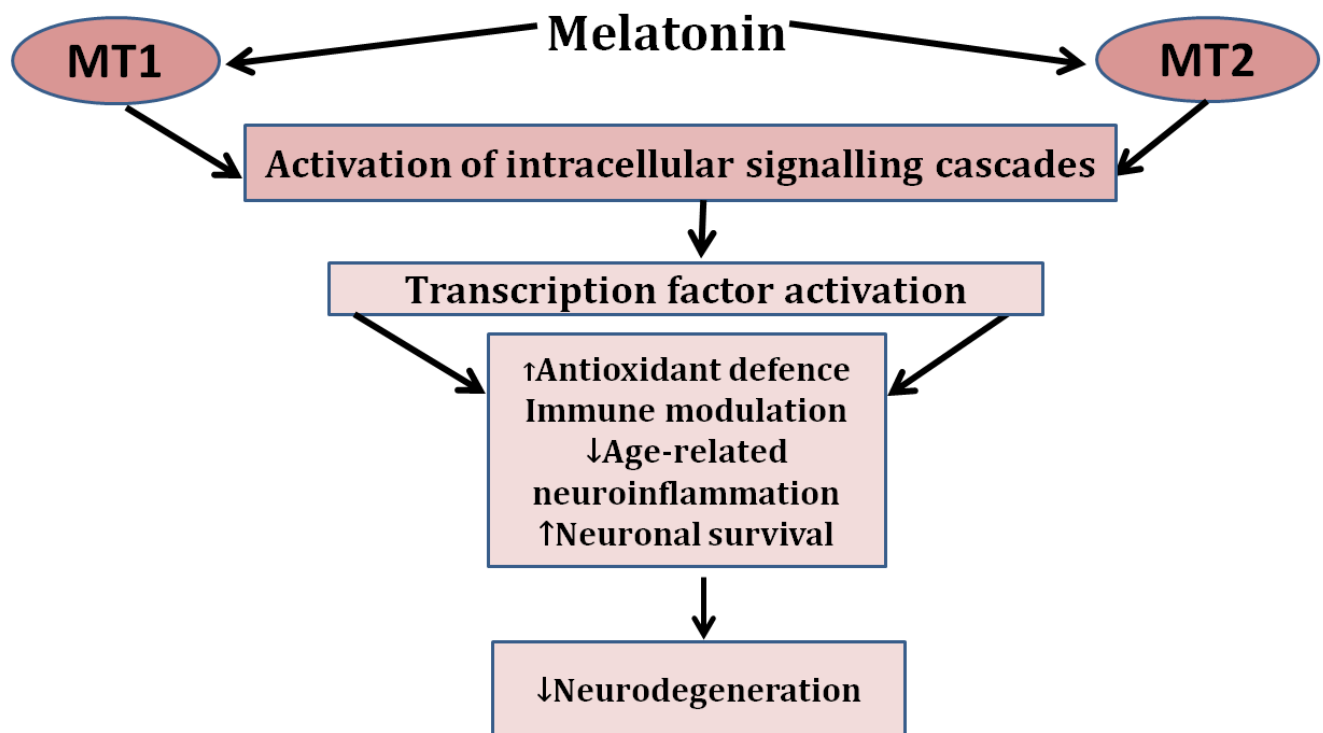 Melatonin
MT1
MT2
Activation of intracellular signalling cascades
Transcription factor activation
↑Antioxidant defence
Immune modulation
↓Age-related
neuroinflammation
↑Neuronal survival
↓Neurodegeneration